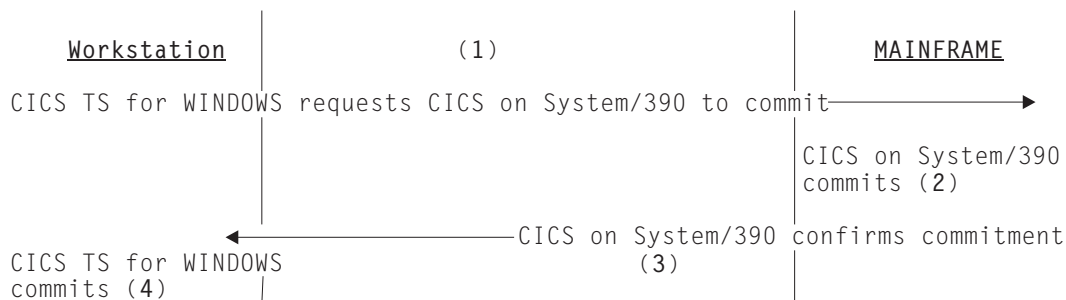 Workstation (1) MAINFRAME
CICS TS for WINDOWS requests CICS on System/390 to commit
CICS on System/390
commits (2)
CICS on System/390 confirms commitment
(3)
CICS TS for WINDOWS
commits (4)